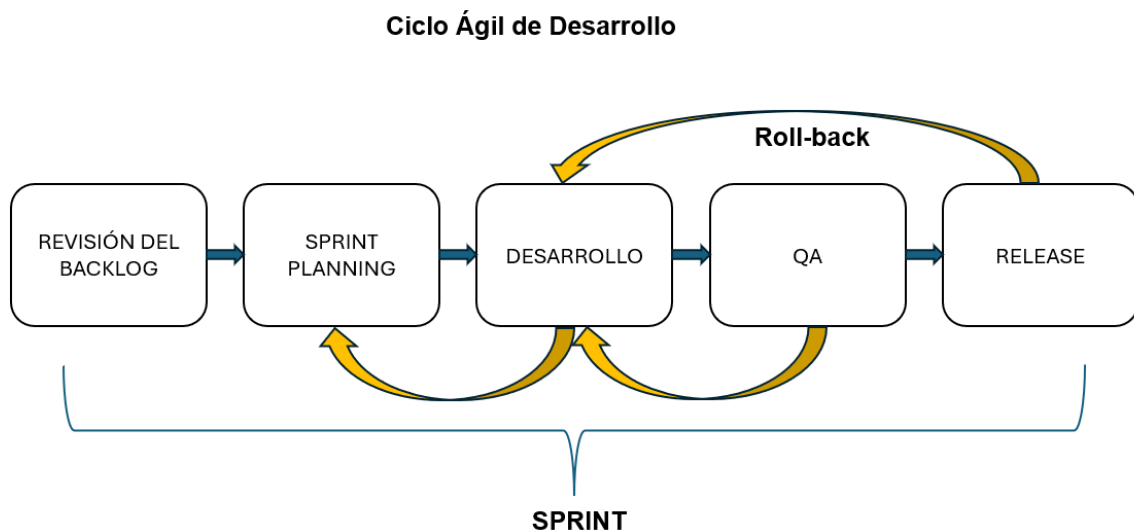 Ciclo Ágil de Desarrollo
Roll-back
REVISIÓN DEL
BACKLOG
SPRINT
PLANNING
DESARROLLO
QA
RELEASE
SPRINT